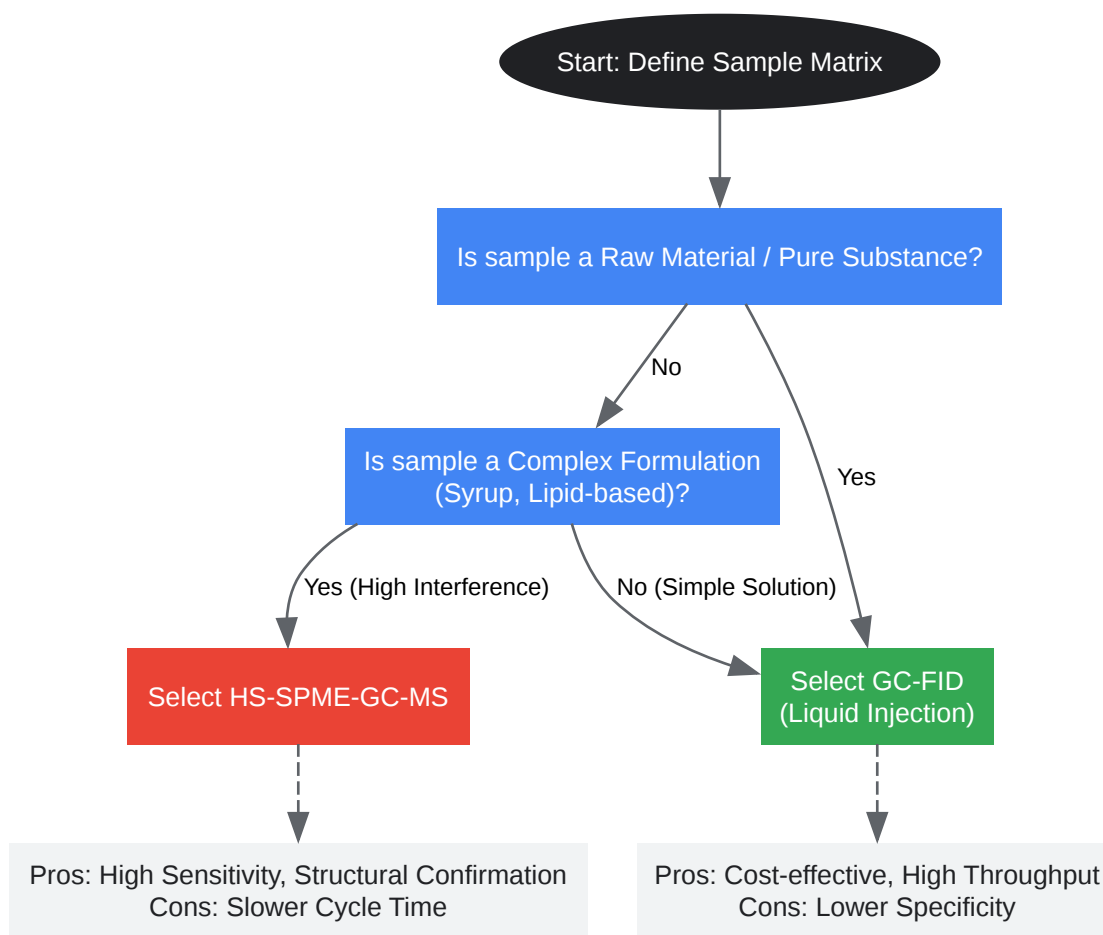 Start: Define Sample Matrix
Is sample a Raw Material / Pure Substance?
No
Yes
Is sample a Complex Formulation
(Syrup, Lipid-based)?
Yes (High Interference)
No (Simple Solution)
Select HS-SPME-GC-MS
Select GC-FID
(Liquid Injection)
Pros: High Sensitivity, Structural Confirmation
Cons: Slower Cycle Time
Pros: Cost-effective, High Throughput
Cons: Lower Specificity